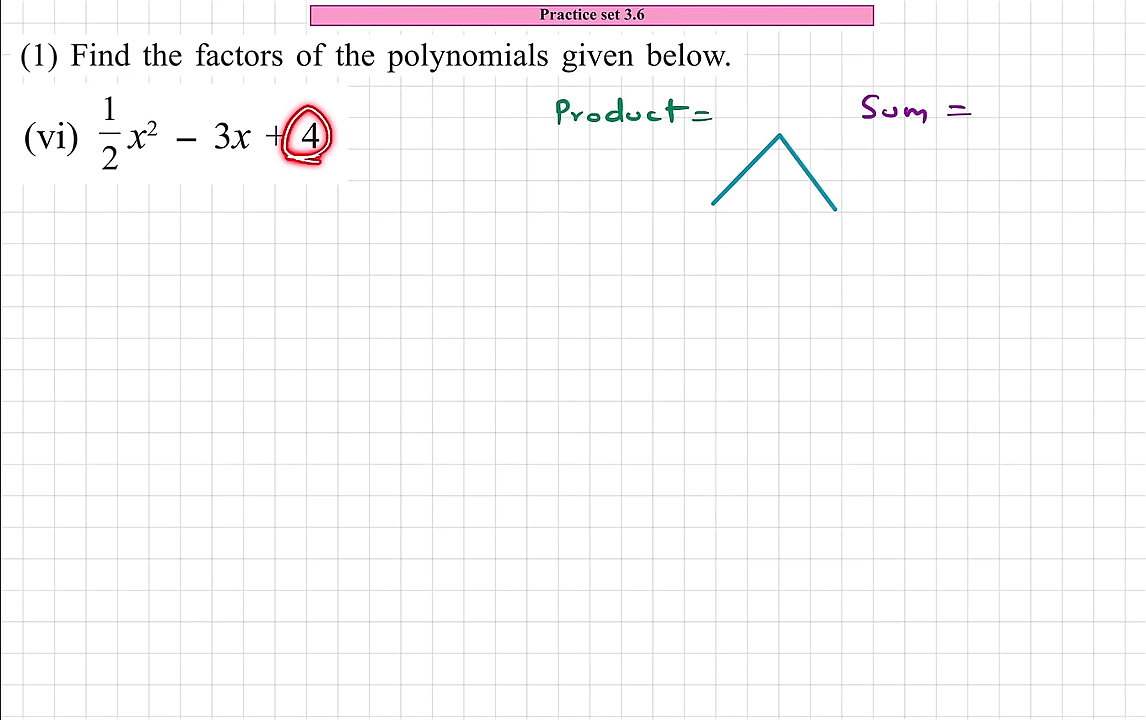 Practice set 3.6
(1) Find the factors of the polynomials given below.
(vi) 1/2 x² – 3x + 4
Product =
Sum =